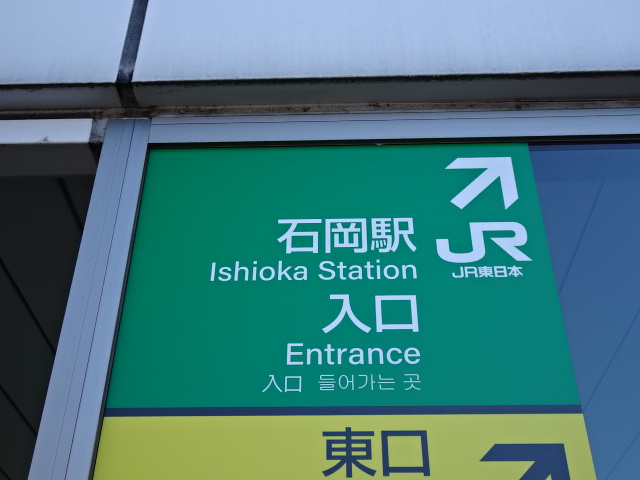 石岡駅
Ishioka Station
JR
JR東日本
入口
Entrance
入口 들어가는 곳
東口